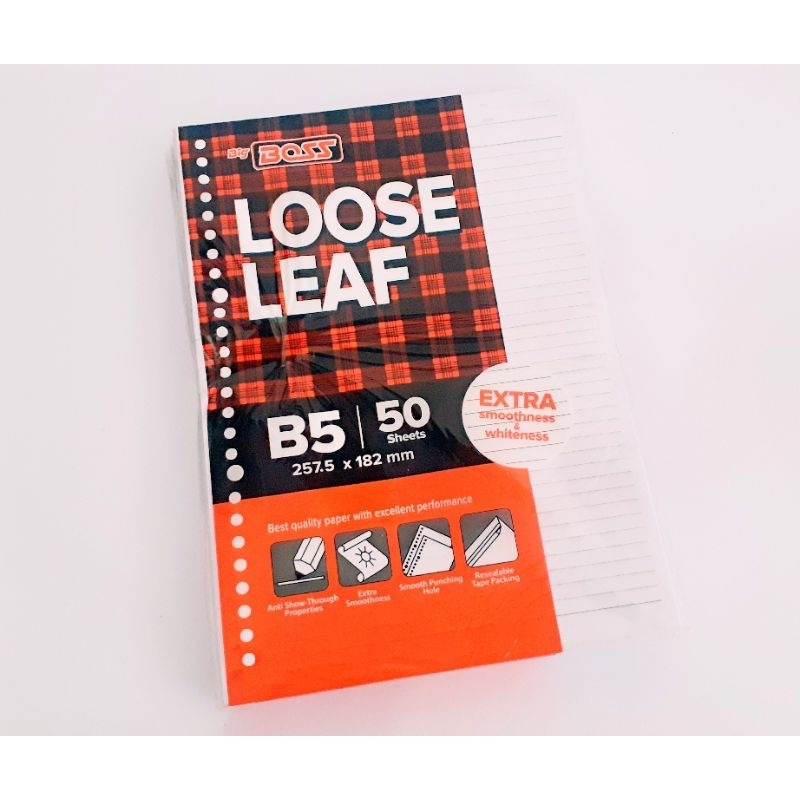 Big BOSS
LOOSE
LEAF
B5
50
Sheets
257.5 x 182 mm
EXTRA
smoothness
&
whiteness
Best quality paper with excellent performance
Anti Show-Through
Properties
Extra
Smoothness
Smooth Punching
Hole
Resealable
Tape Packing